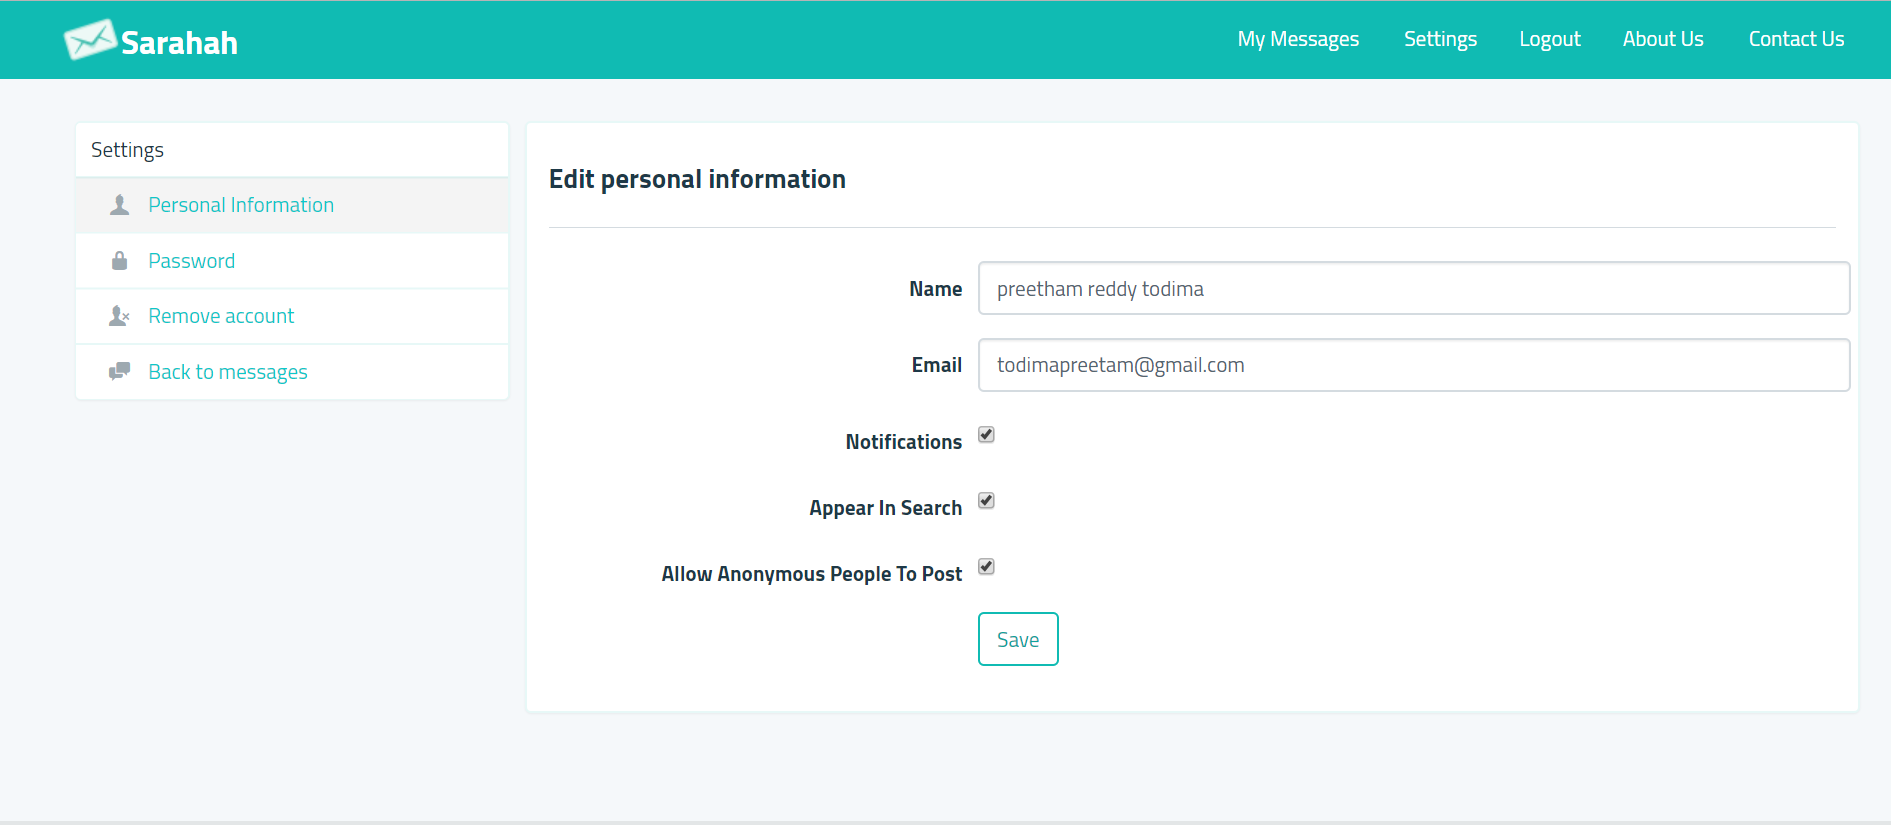 Sarahah
My Messages Settings Logout About Us Contact Us
Settings
Personal Information
Password
Remove account
Back to messages
Edit personal information
Name preetham reddy todima
Email todimapreetam@gmail.com
Notifications
Appear In Search
Allow Anonymous People To Post
Save